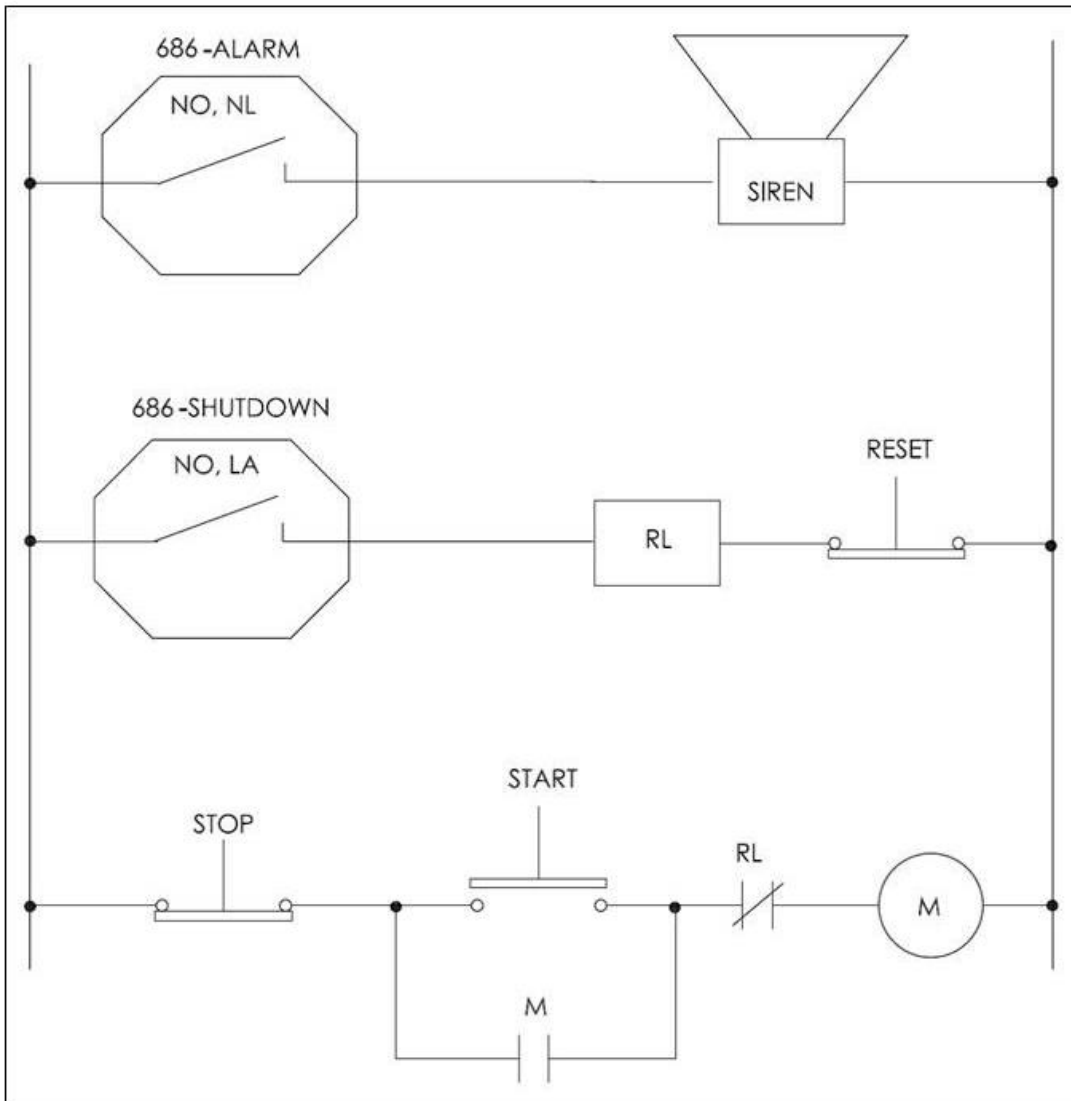 686-ALARM
NO, NL
SIREN
686-SHUTDOWN
NO, LA
RESET
RL
START
STOP
RL
M
M